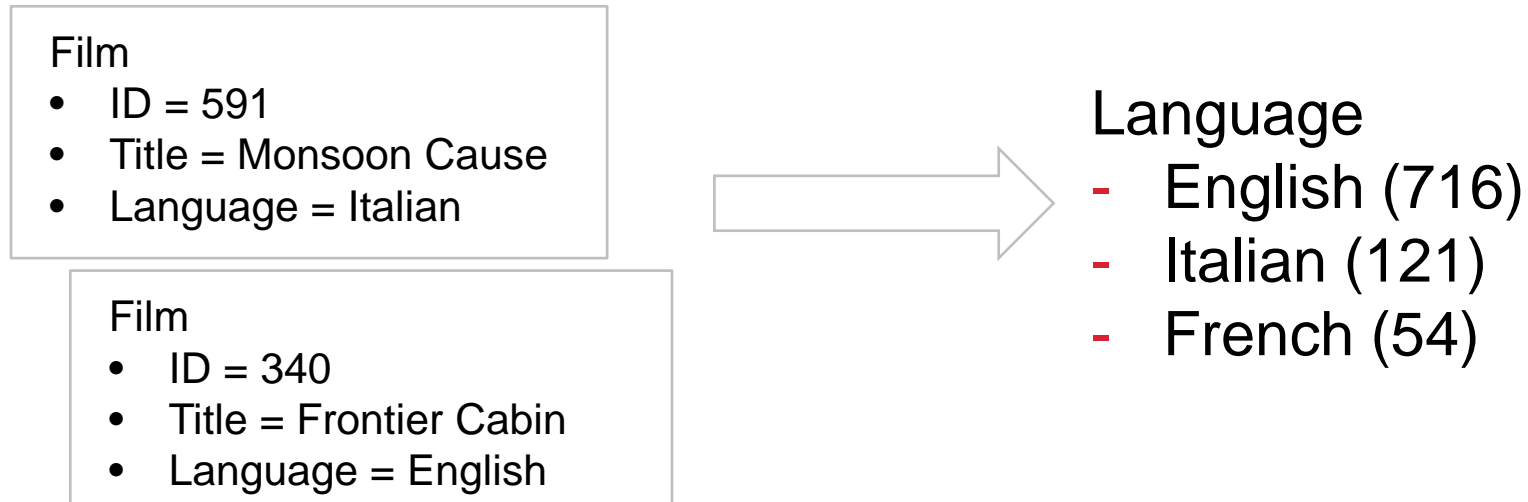 Film
• ID = 591
• Title = Monsoon Cause
• Language = Italian
Film
• ID = 340
• Title = Frontier Cabin
• Language = English
Language
- English (716)
- Italian (121)
- French (54)